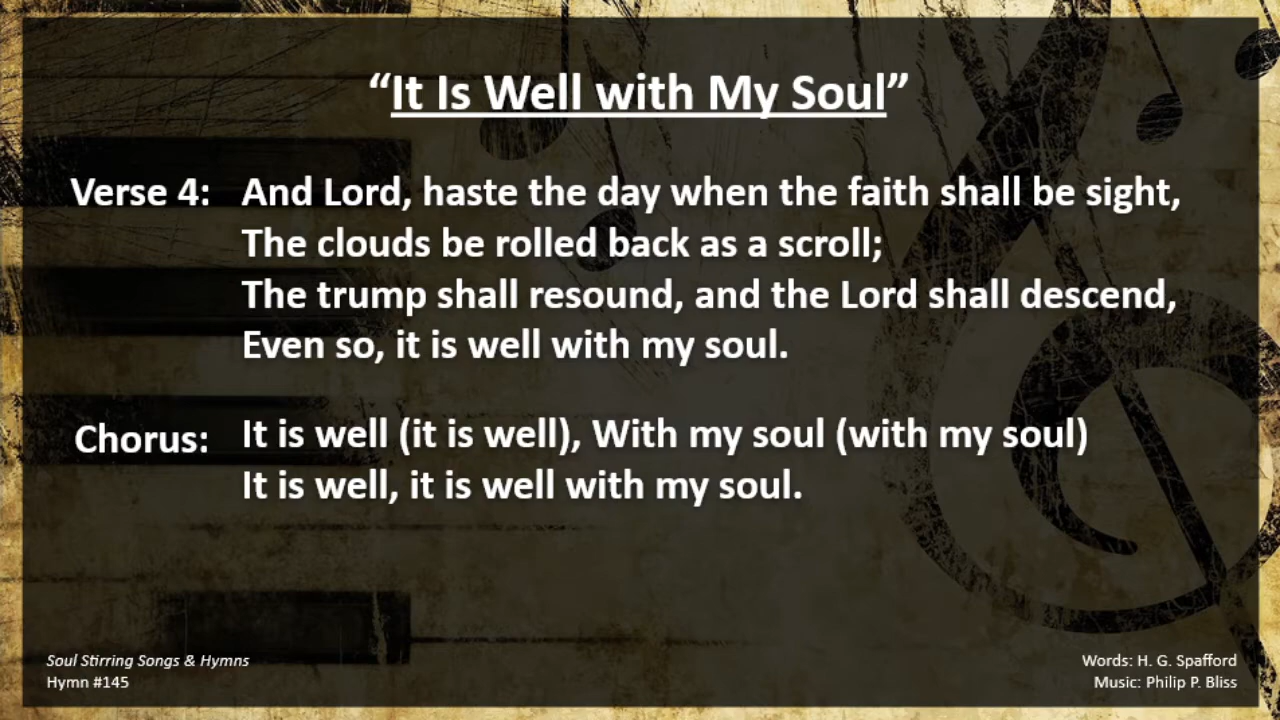 “It Is Well with My Soul”
Verse 4: And Lord, haste the day when the faith shall be sight,
The clouds be rolled back as a scroll;
The trump shall resound, and the Lord shall descend,
Even so, it is well with my soul.
Chorus: It is well (it is well), With my soul (with my soul)
It is well, it is well with my soul.
Soul Stirring Songs & Hymns
Hymn #145
Words: H. G. Spafford
Music: Philip P. Bliss